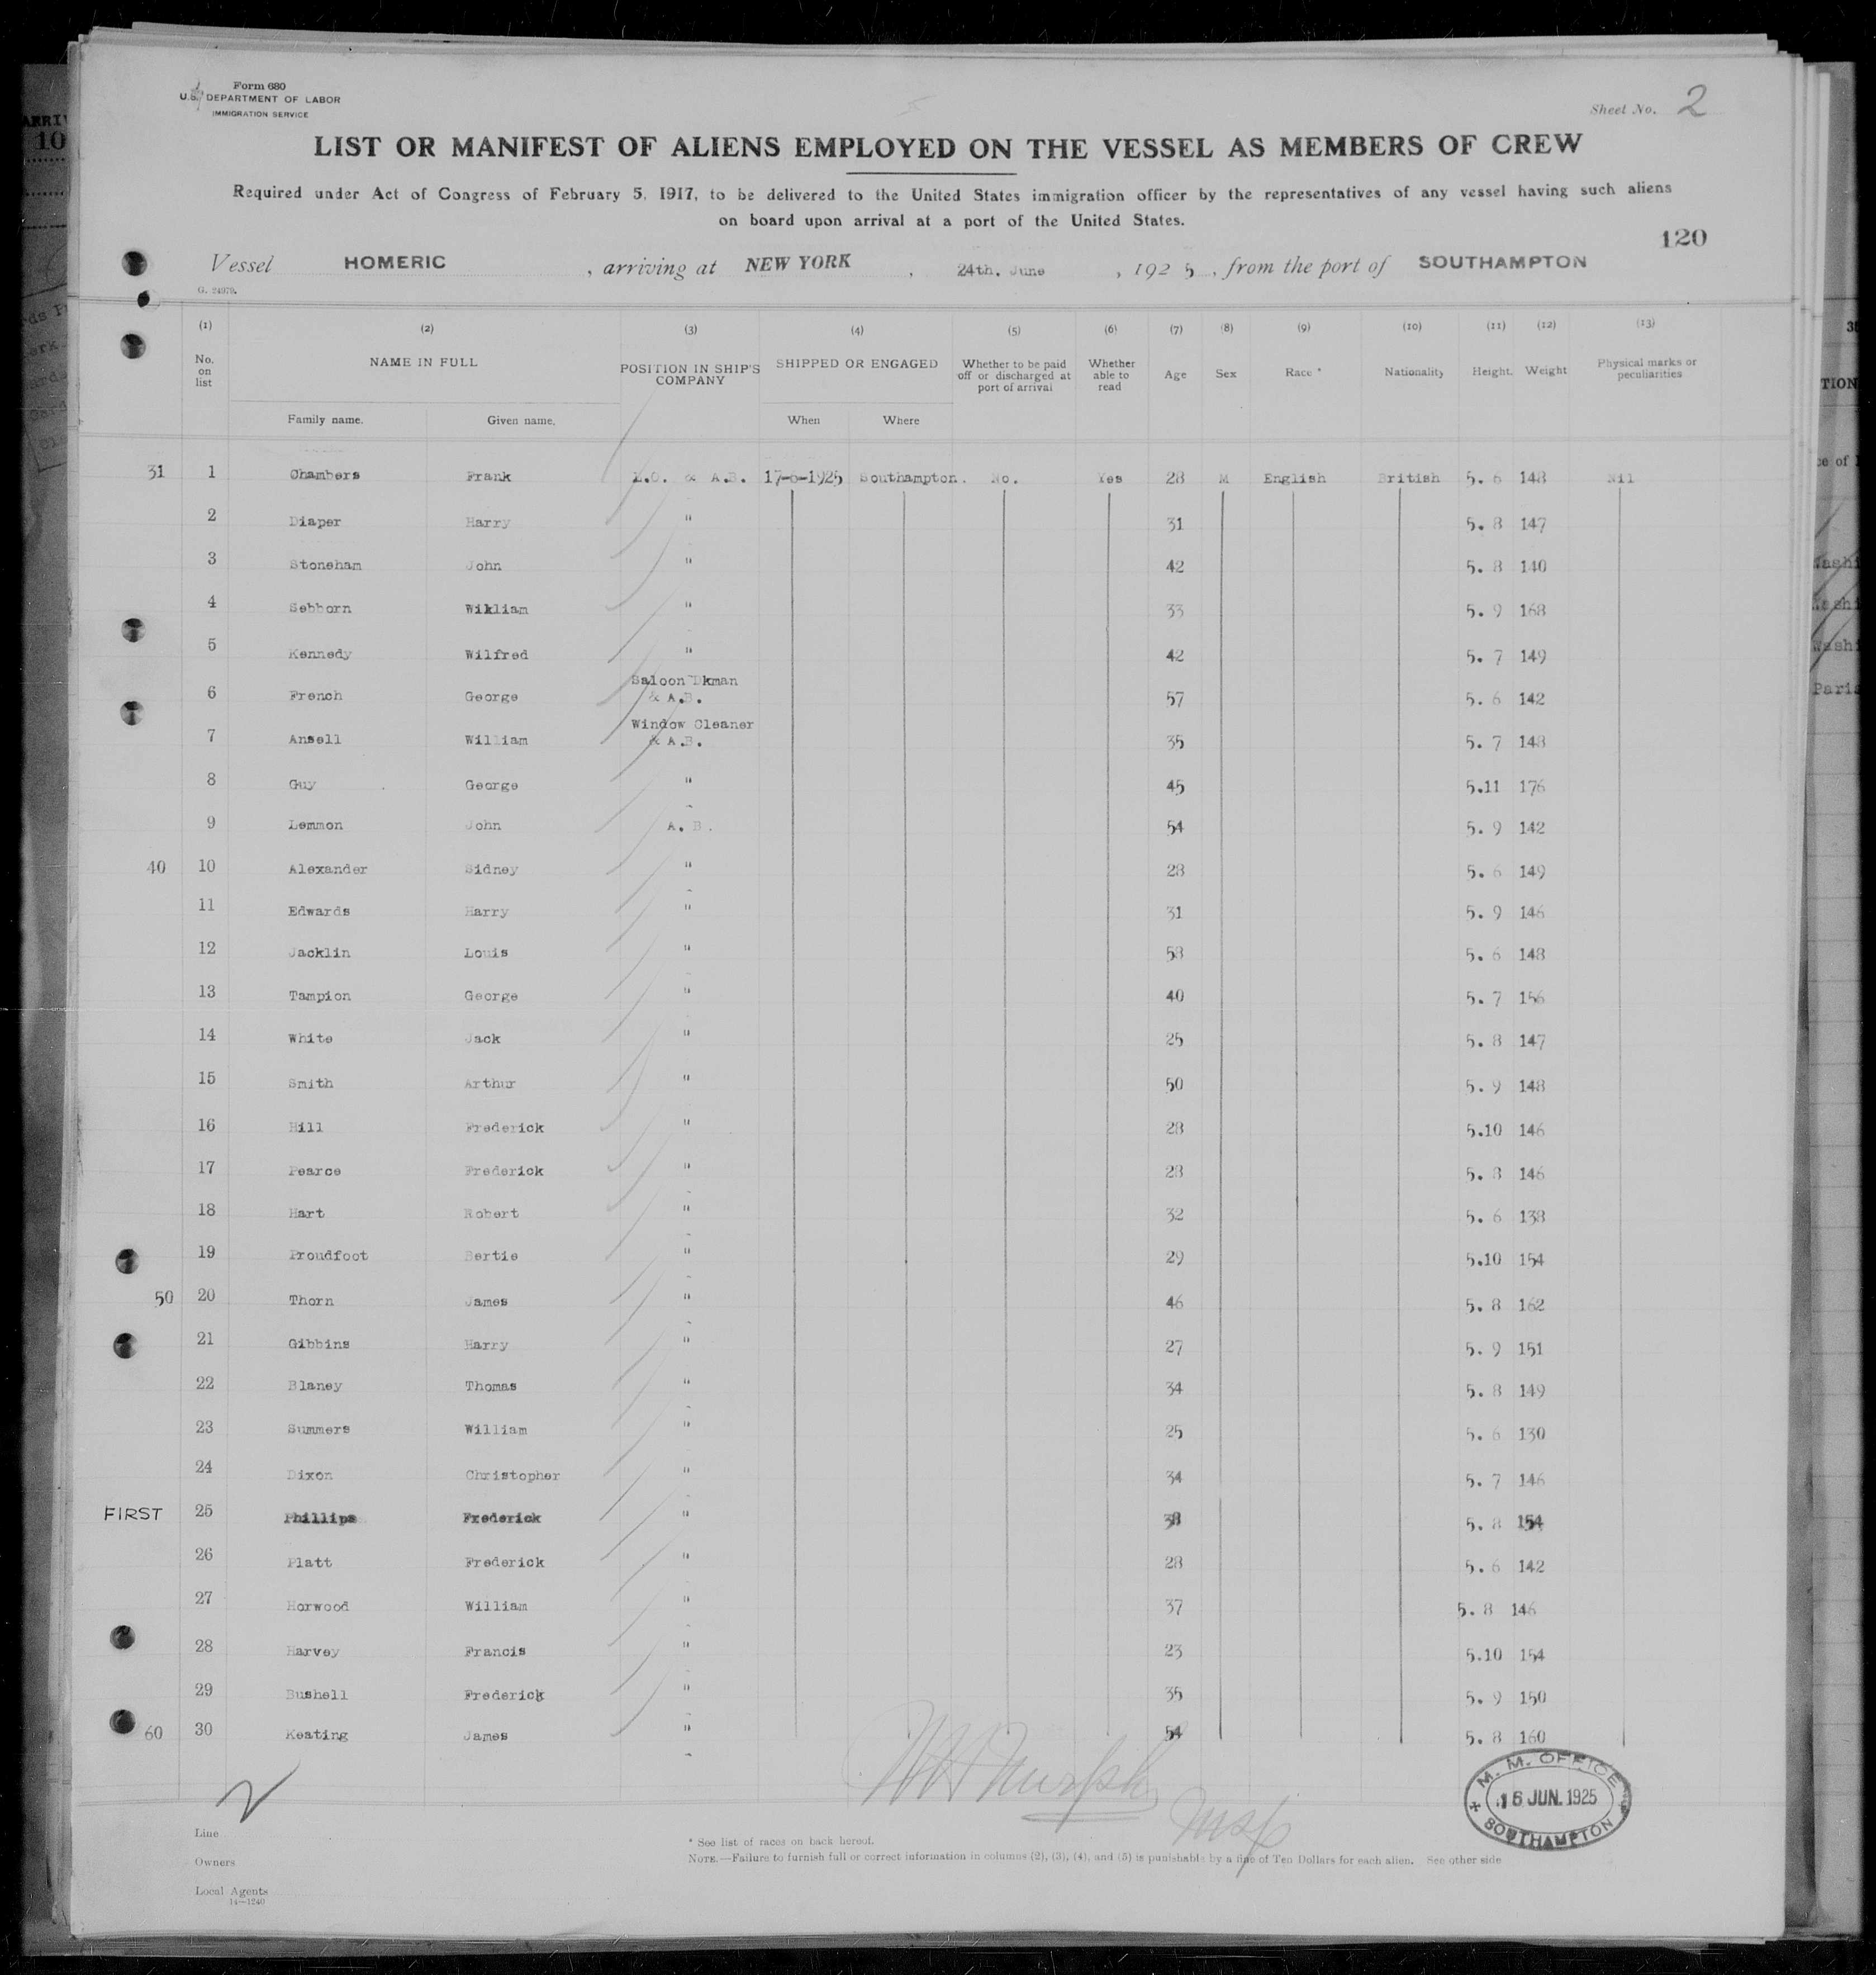 Form 680
U.S. DEPARTMENT OF LABOR
IMMIGRATION SERVICE
Sheet No. 2
LIST OR MANIFEST OF ALIENS EMPLOYED ON THE VESSEL AS MEMBERS OF CREW
Required under Act of Congress of February 5, 1917, to be delivered to the United States immigration officer by the representatives of any vessel having such aliens
on board upon arrival at a port of the United States.
120
Vessel HOMERIC, arriving at NEW YORK, 24th. June, 1925, from the port of SOUTHAMPTON
G. 24970.
(1) (2) (3) (4) (5) (6) (7) (8) (9) (10) (11) (12) (13)
No. on list NAME IN FULL POSITION IN SHIP'S COMPANY SHIPPED OR ENGAGED Whether to be paid off or discharged at port of arrival Whether able to read Age Sex Race * Nationality Height. Weight Physical marks or peculiarities
Family name. Given name. When Where
31 1 Chambers Frank L.O. & A.B. 17-6-1925 Southampton. No. Yes 28 M English British 5. 6 148 Nil
2 Diaper Harry " 31 5. 8 147
3 Stoneham John " 42 5. 8 140
4 Sebborn Wikliam " 33 5. 9 168
5 Kennedy Wilfred " 42 5. 7 149
6 French George Saloon Dkman & A.B. 57 5. 6 142
7 Ansell William Window Cleaner & A.B. 35 5. 7 148
8 Guy George " 45 5.11 176
9 Lemmon John A. B. 54 5. 9 142
40 10 Alexander Sidney " 28 5. 6 149
11 Edwards Harry " 31 5. 9 146
12 Jacklin Louis " 58 5. 6 148
13 Tampion George " 40 5. 7 156
14 White Jack " 25 5. 8 147
15 Smith Arthur " 50 5. 9 148
16 Hill Frederick " 28 5.10 146
17 Pearce Frederick " 28 5. 8 146
18 Hart Robert " 32 5. 6 138
19 Proudfoot Bertie " 29 5.10 154
50 20 Thorn James " 46 5. 8 162
21 Gibbins Harry " 27 5. 9 151
22 Blaney Thomas " 34 5. 8 149
23 Summers William " 25 5. 6 130
24 Dixon Christopher " 34 5. 7 146
FIRST 25 Phillips Frederick " 38 5. 8 154
26 Platt Frederick " 28 5. 6 142
27 Horwood William " 37 5. 8 146
28 Harvey Francis " 23 5.10 154
29 Bushell Frederick " 35 5. 9 150
60 30 Keating James " 54 5. 8 160
Murphy
M. M. OFFICE
16 JUN. 1925
SOUTHAMPTON
Line
Owners
Local Agents
14—1240
* See list of races on back hereof.
NOTE.—Failure to furnish full or correct information in columns (2), (3), (4), and (5) is punishable by a fine of Ten Dollars for each alien. See other side